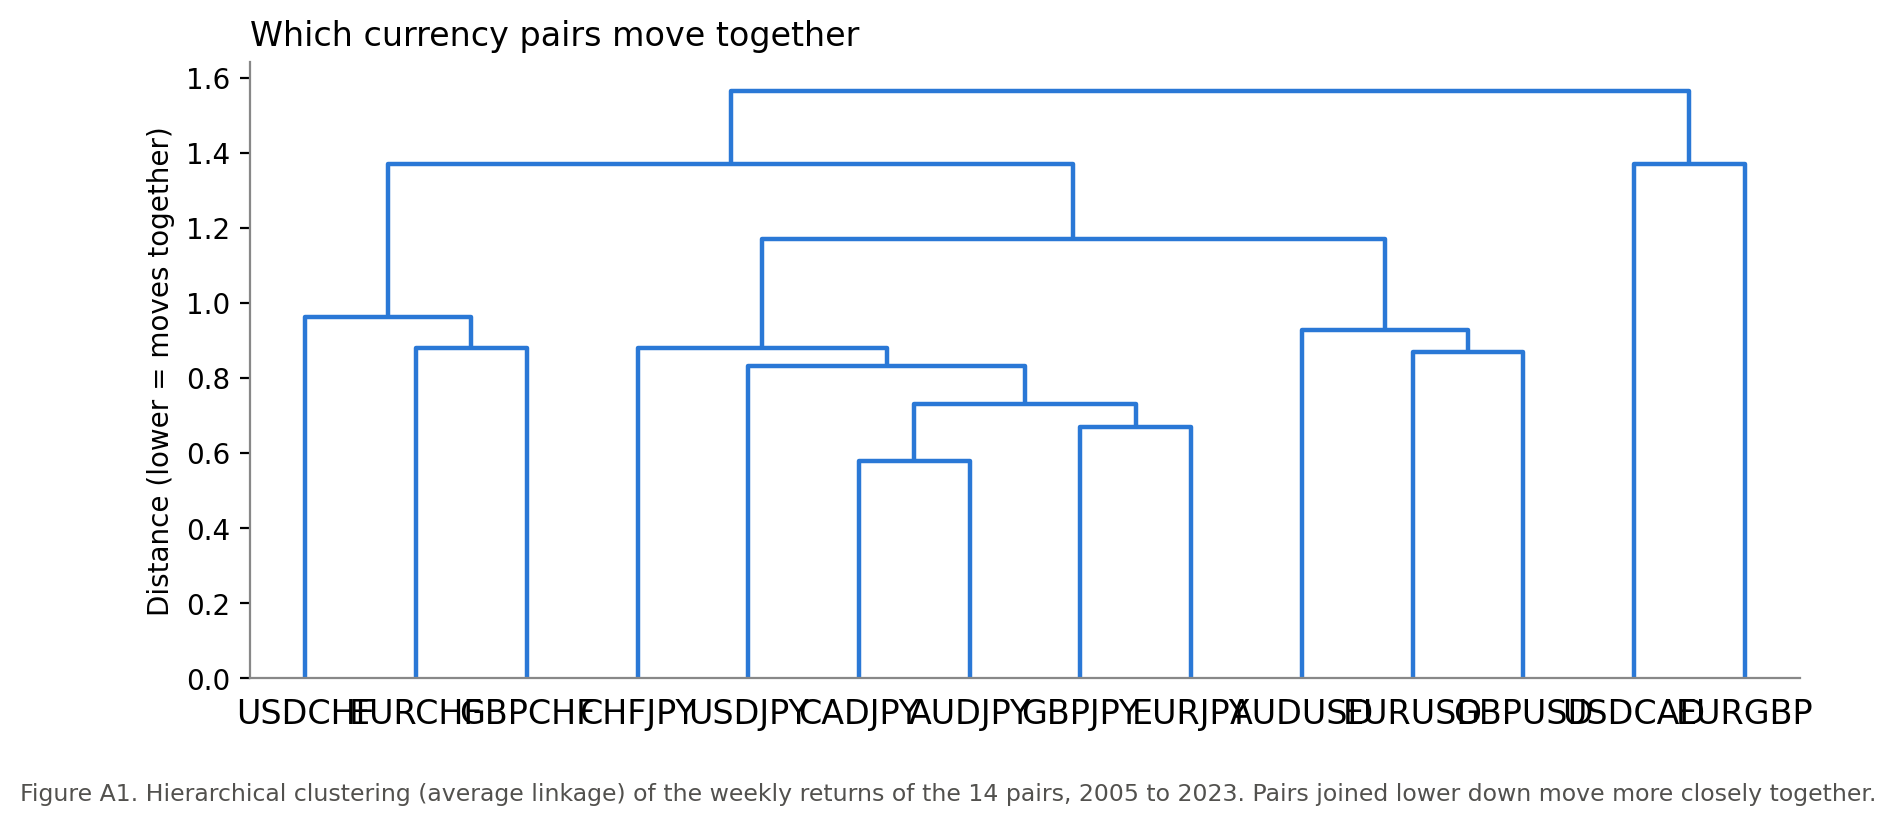 Which currency pairs move together
Distance (lower = moves together)
1.6
1.4
1.2
1.0
0.8
0.6
0.4
0.2
0.0
USDCHF EURCHF GBPCHF CHFJPY USDJPY CADJPY AUDJPY GBPJPY EURJPY AUDUSD EURUSD GBPUSD USDCAD EURGBP
Figure A1. Hierarchical clustering (average linkage) of the weekly returns of the 14 pairs, 2005 to 2023. Pairs joined lower down move more closely together.